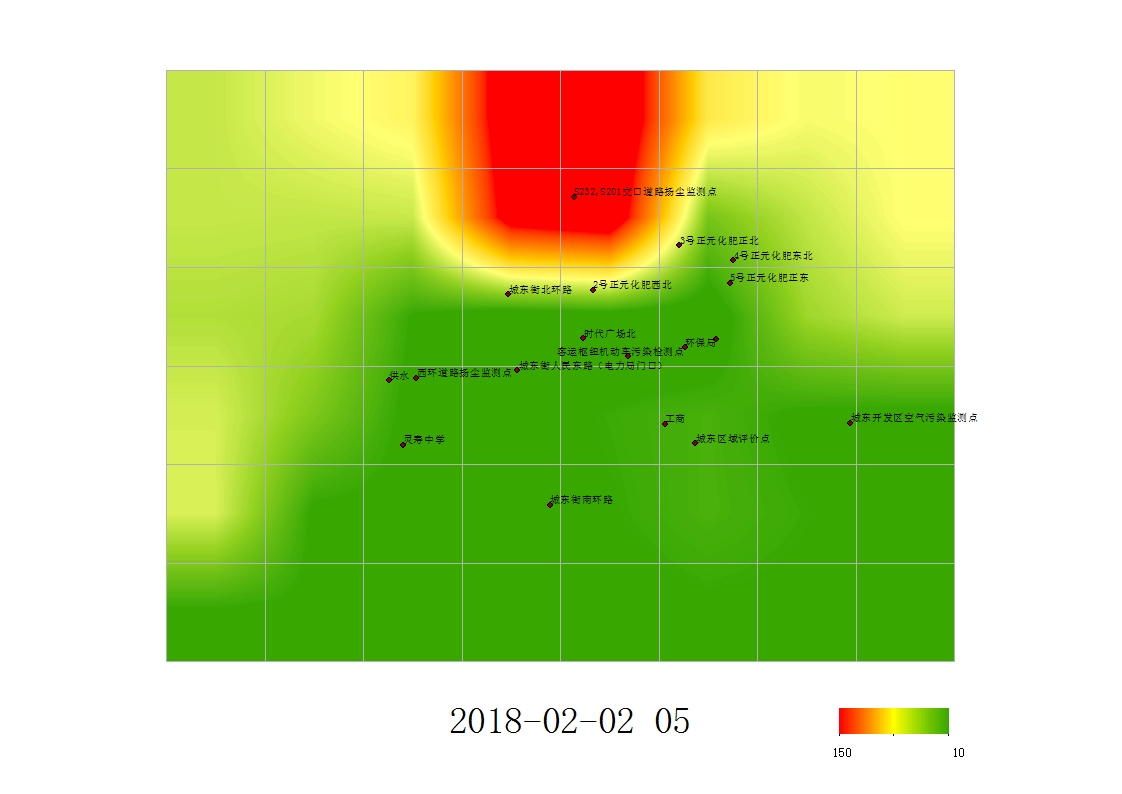 S232,S201交口道路扬尘监测点
3号正元化肥正北
4号正元化肥东北
5号正元化肥正东
城东街北环路
2号正元化肥西北
时代广场北
环保局
客运枢纽机动车污染检测点
城东街人民东路（电力局门口）
供水
西环道路扬尘监测点
工商
城东开发区空气污染监测点
灵寿中学
城东区域评价点
城东街南环路
2018-02-02 05
150
10